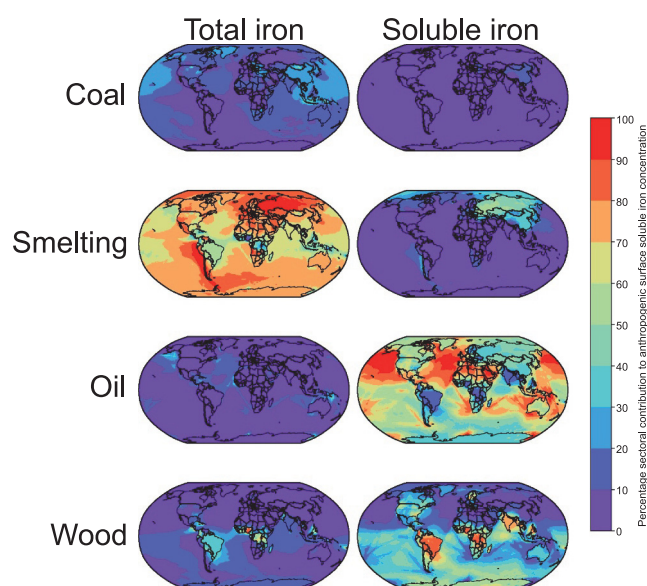 Total iron Soluble iron
Coal
Smelting
Oil
Wood
100
90
80
70
60
50
40
30
20
10
0
Percentage sectoral contribution to anthropogenic surface soluble iron concentration